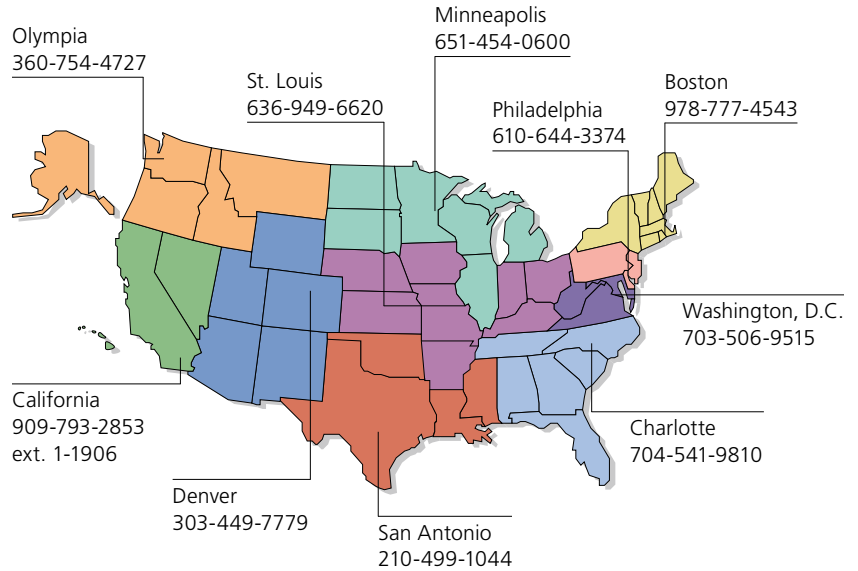 Minneapolis
651-454-0600
Olympia
360-754-4727
St. Louis
636-949-6620
Boston
978-777-4543
Philadelphia
610-644-3374
Washington, D.C.
703-506-9515
California
909-793-2853
ext. 1-1906
Charlotte
704-541-9810
Denver
303-449-7779
San Antonio
210-499-1044